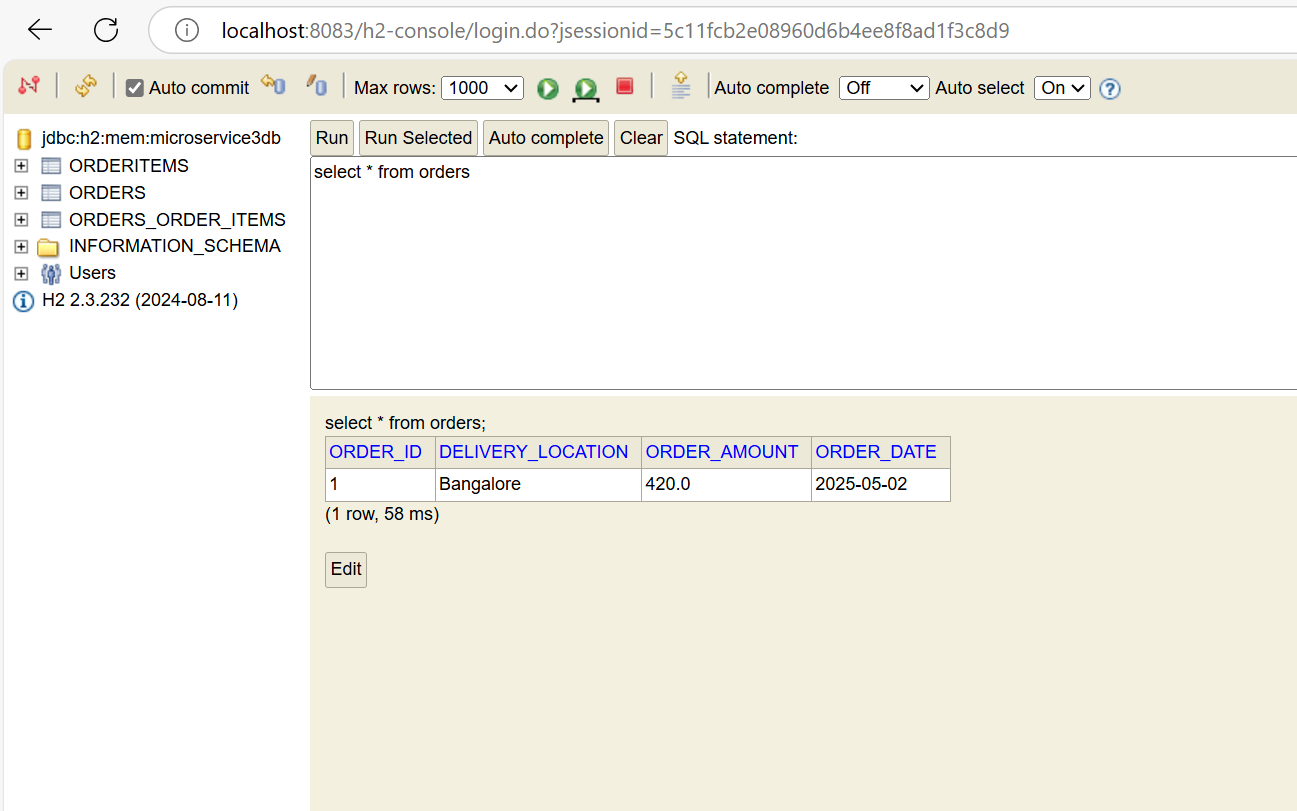 localhost:8083/h2-console/login.do?jsessionid=5c11fcb2e08960d6b4ee8f8ad1f3c8d9
Auto commit Max rows: 1000 Auto complete Off Auto select On
jdbc:h2:mem:microservice3db
ORDERITEMS
ORDERS
ORDERS_ORDER_ITEMS
INFORMATION_SCHEMA
Users
H2 2.3.232 (2024-08-11)
Run Run Selected Auto complete Clear SQL statement:
select * from orders
select * from orders;
ORDER_ID DELIVERY_LOCATION ORDER_AMOUNT ORDER_DATE
1 Bangalore 420.0 2025-05-02
(1 row, 58 ms)
Edit